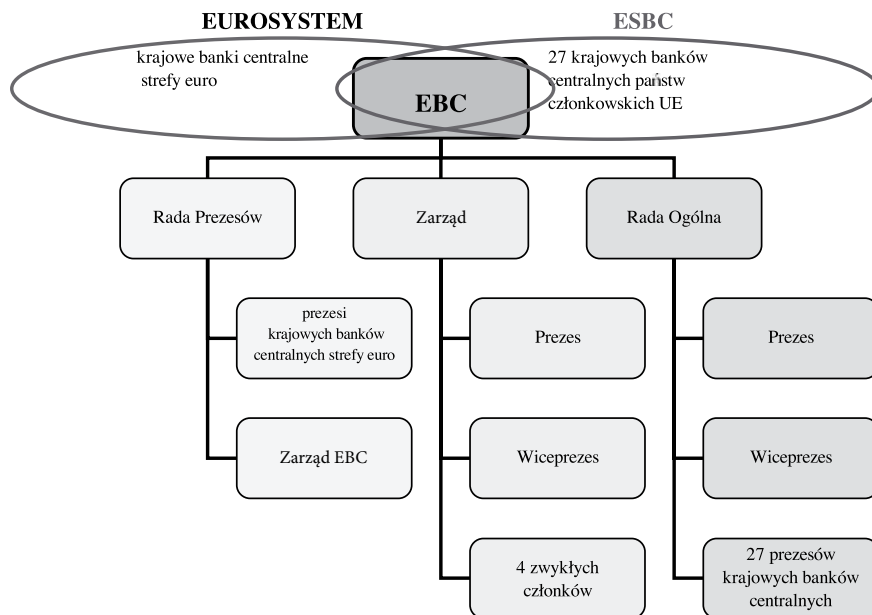 EUROSYSTEM
ESBC
krajowe banki centralne
strefy euro
27 krajowych banków
centralnych państw
członkowskich UE
EBC
Rada Prezesów
Zarząd
Rada Ogólna
prezesi
krajowych banków
centralnych strefy euro
Prezes
Prezes
Zarząd EBC
Wiceprezes
Wiceprezes
4 zwykłych
członków
27 prezesów
krajowych banków
centralnych